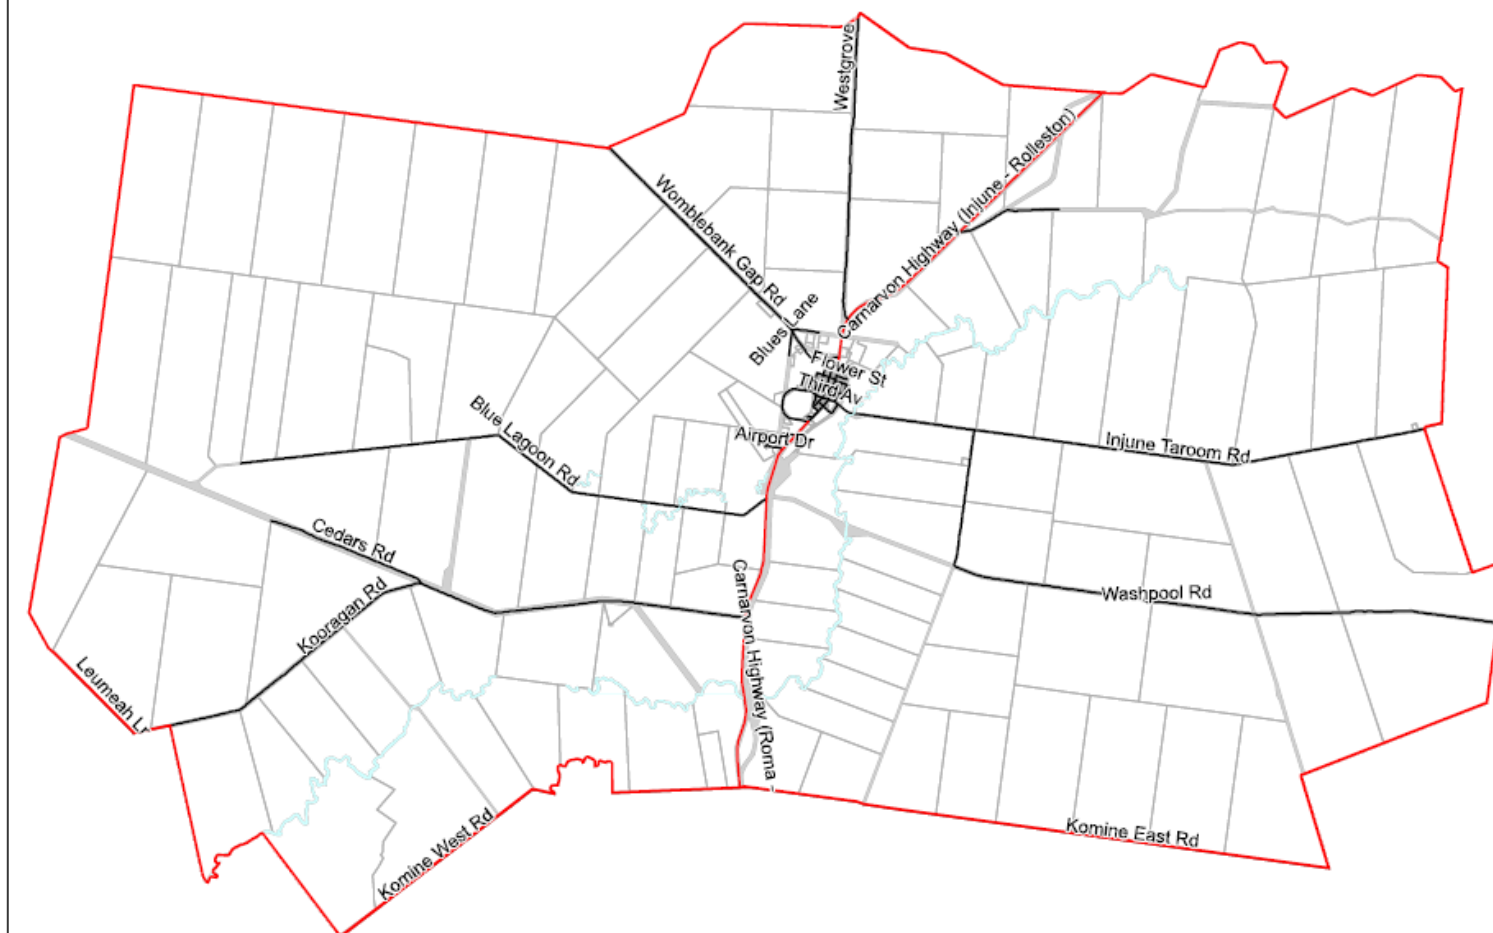 Westgrove
Carnarvon Highway (Injune - Rolleston)
Womblebank Gap Rd
Blues Lane
Flower St
Third Av
Airport Dr
Blue Lagoon Rd
Injune Taroom Rd
Cedars Rd
Kooragan Rd
Washpool Rd
Leumeah Ln
Carnarvon Highway (Roma -
Komine West Rd
Komine East Rd